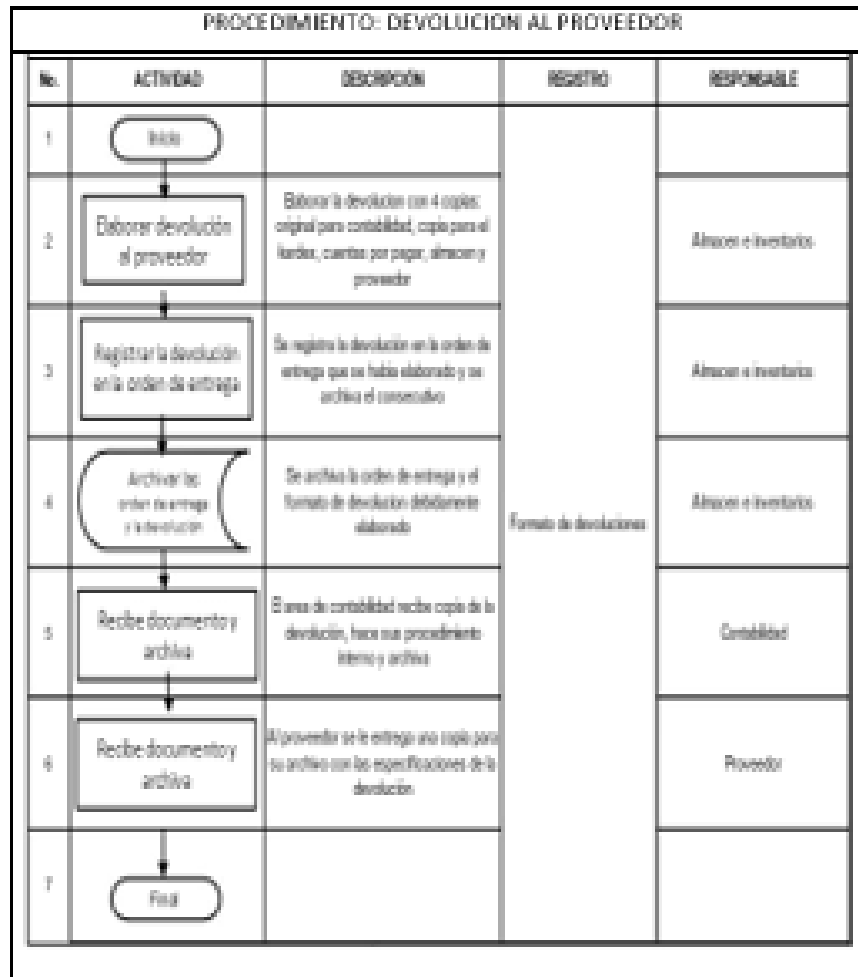 PROCEDIMIENTO: DEVOLUCION AL PROVEEDOR
No. ACTIVIDAD DESCRIPCIÓN REGISTRO RESPONSABLE
1
Inicio
2
Elaborar devolución
al proveedor
Elaborar la devolucion con 4 copias:
original para contabilidad, copia para el
kardex, cuentas por pagar, almacen y
proveedor
Almacen e inventarios
3
Registrar la devolución
en la orden de entrega
Se registra la devolución en la orden de
entrega que se habia elaborado y se
archiva el consecutivo
Almacen e inventarios
4
Archivar las
orden de entrega
y la devolución
Se archiva la orden de entrega y el
formato de devolucion debidamente
elaborado
Formato de devoluciones
Almacen e inventarios
5
Recibe documento y
archiva
El area de contabilidad recibe copia de la
devolución, hace sus procedimiento
interno y archiva
Contabilidad
6
Recibe documento y
archiva
Al proveedor se le entrega una copia para
su archivo con las especificaciones de la
devolución
Proveedor
7
Final